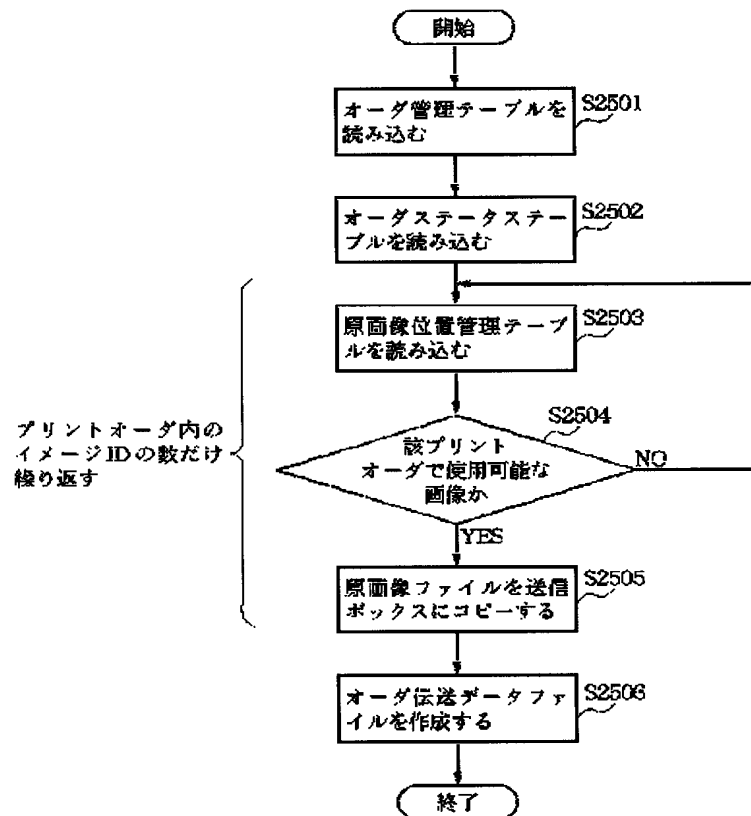 開始
オーダ管理テーブルを
読み込む
S2501
オーダステータステー
ブルを読み込む
S2502
原画像位置管理テーブ
ルを読み込む
S2503
プリントオーダ内の
イメージIDの数だけ
繰り返す
S2504
該プリント
オーダで使用可能な
画像か
NO
YES
原画像ファイルを送信
ボックスにコピーする
S2505
オーダ伝送データファ
イルを作成する
S2506
終了